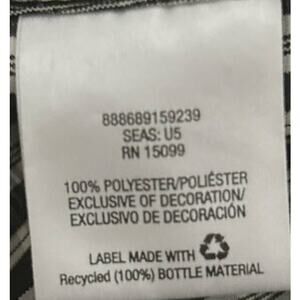 888689159239
SEAS: U5
RN 15099
100% POLYESTER/POLIÉSTER
EXCLUSIVE OF DECORATION/
EXCLUSIVO DE DECORACIÓN
LABEL MADE WITH
Recycled (100%) BOTTLE MATERIAL